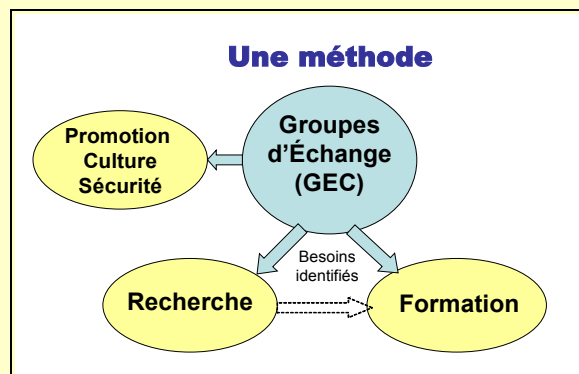 Une méthode
Groupes
d'Échange
(GEC)
Promotion
Culture
Sécurité
Besoins
identifiés
Recherche
Formation